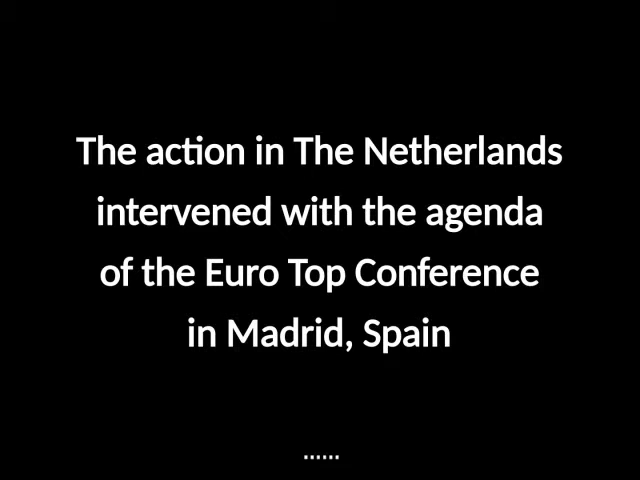 The action in The Netherlands
intervened with the agenda
of the Euro Top Conference
in Madrid, Spain
......